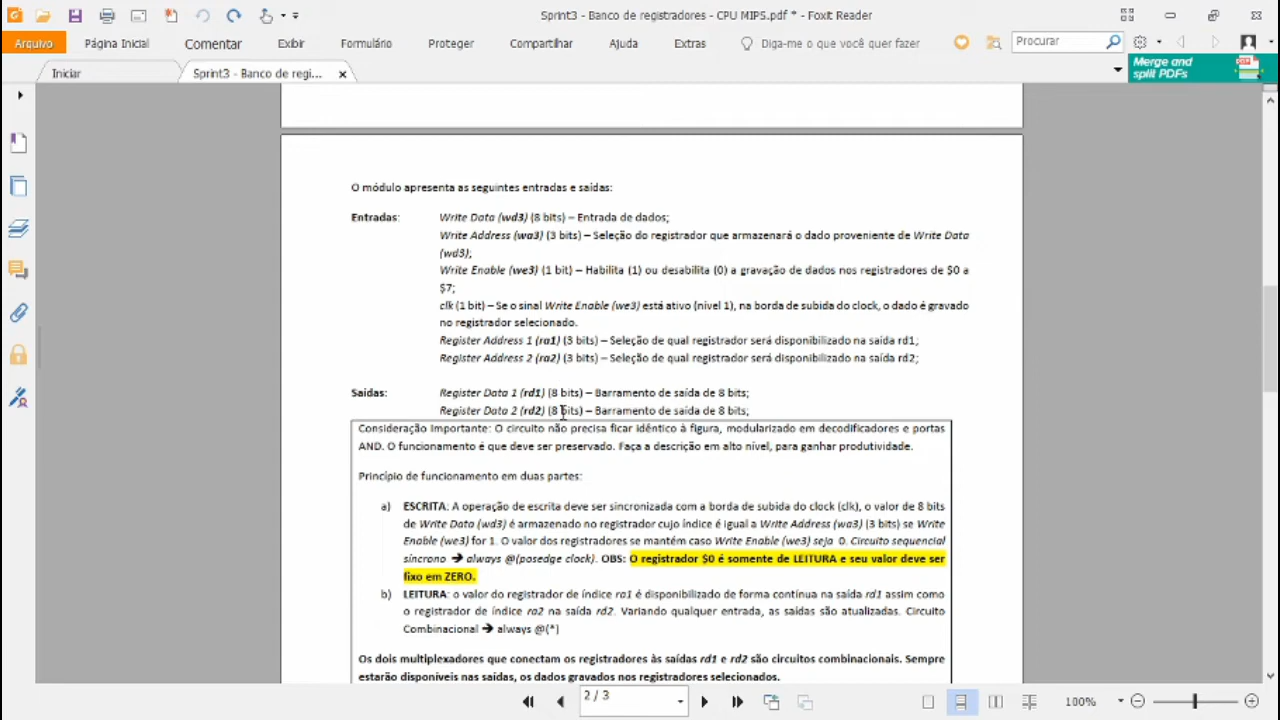 Sprint3 - Banco de registradores - CPU MIPS.pdf * - Foxit Reader
Arquivo Página Inicial Comentar Exibir Formulário Proteger Compartilhar Ajuda Extras Diga-me o que você quer fazer Procurar
Iniciar Sprint3 - Banco de regi... Merge and
split PDFs
O módulo apresenta as seguintes entradas e saídas:
Entradas: Write Data (wd3) (8 bits) – Entrada de dados;
Write Address (wa3) (3 bits) – Seleção do registrador que armazenará o dado proveniente de Write Data
(wd3);
Write Enable (we3) (1 bit) – Habilita (1) ou desabilita (0) a gravação de dados nos registradores de $0 a
$7;
clk (1 bit) – Se o sinal Write Enable (we3) está ativo (nível 1), na borda de subida do clock, o dado é gravado
no registrador selecionado.
Register Address 1 (ra1) (3 bits) – Seleção de qual registrador será disponibilizado na saída rd1;
Register Address 2 (ra2) (3 bits) – Seleção de qual registrador será disponibilizado na saída rd2;
Saídas: Register Data 1 (rd1) (8 bits) – Barramento de saída de 8 bits;
Register Data 2 (rd2) (8 bits) – Barramento de saída de 8 bits;
Consideração Importante: O circuito não precisa ficar idêntico à figura, modularizado em decodificadores e portas
AND. O funcionamento é que deve ser preservado. Faça a descrição em alto nível, para ganhar produtividade.
Princípio de funcionamento em duas partes:
a) ESCRITA: A operação de escrita deve ser sincronizada com a borda de subida do clock (clk), o valor de 8 bits
de Write Data (wd3) é armazenado no registrador cujo índice é igual a Write Address (wa3) (3 bits) se Write
Enable (we3) for 1. O valor dos registradores se mantém caso Write Enable (we3) seja 0. Circuito sequencial
síncrono ➔ always @(posedge clock). OBS: O registrador $0 é somente de LEITURA e seu valor deve ser
fixo em ZERO.
b) LEITURA: o valor do registrador de índice ra1 é disponibilizado de forma contínua na saída rd1 assim como
o registrador de índice ra2 na saída rd2. Variando qualquer entrada, as saídas são atualizadas. Circuito
Combinacional ➔ always @(*)
Os dois multiplexadores que conectam os registradores às saídas rd1 e rd2 são circuitos combinacionais. Sempre
estarão disponíveis nas saídas, os dados gravados nos registradores selecionados.
2 / 3 100%